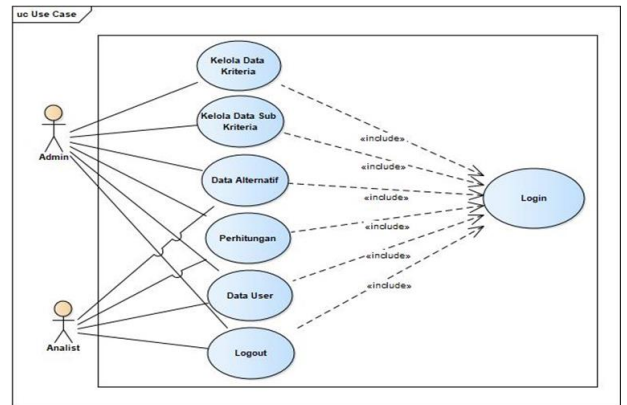 uc Use Case
Kelola Data
Kriteria
Kelola Data Sub
Kriteria
Data Alternatif
Perhitungan
Data User
Logout
Admin
Analist
«include»
«include»
«include»
«include»
«include»
«include»
Login